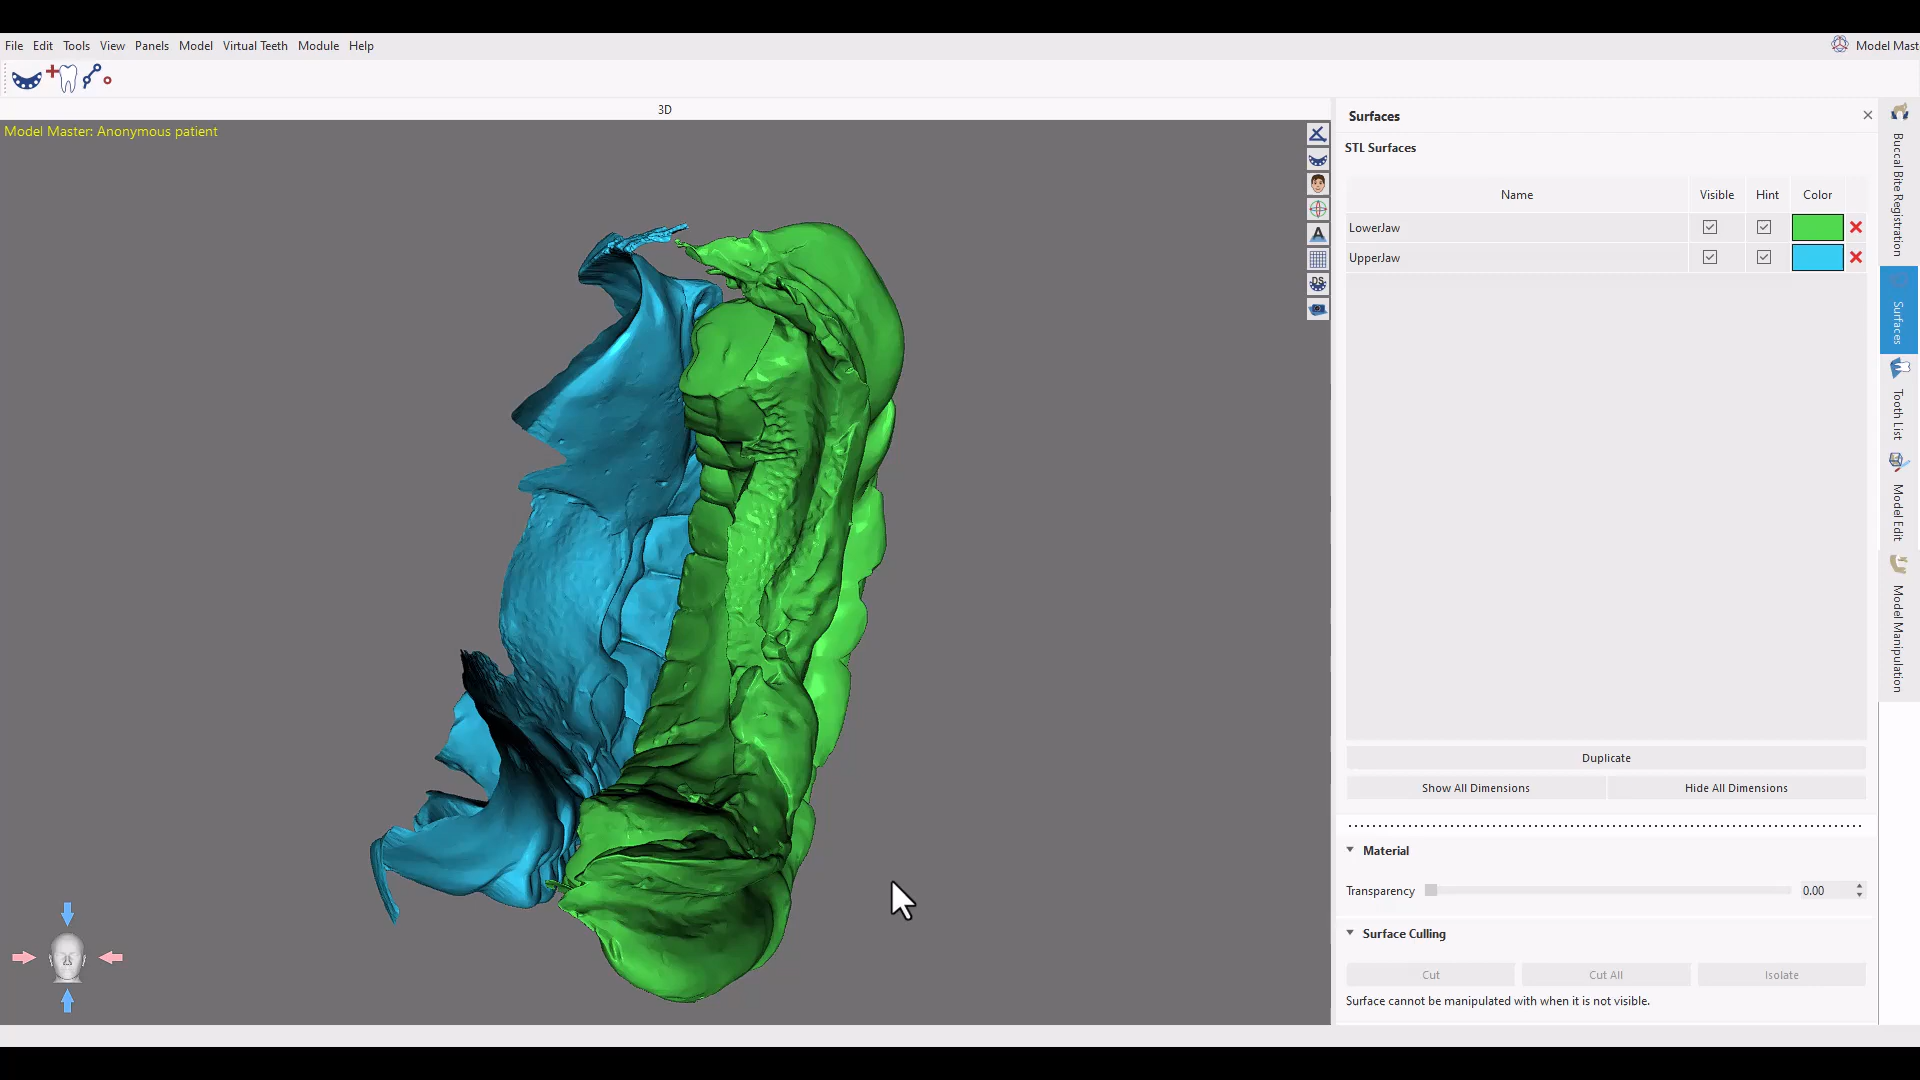 File Edit Tools View Panels Model Virtual Teeth Module Help
Model Mast
3D
Model Master: Anonymous patient
A
DS
Surfaces
STL Surfaces
Name Visible Hint Color
LowerJaw
UpperJaw
Duplicate
Show All Dimensions Hide All Dimensions
Material
Transparency 0.00
Surface Culling
Cut Cut All Isolate
Surface cannot be manipulated with when it is not visible.
Buccal Bite Registration
Surfaces
Tooth List
Model Edit
Model Manipulation